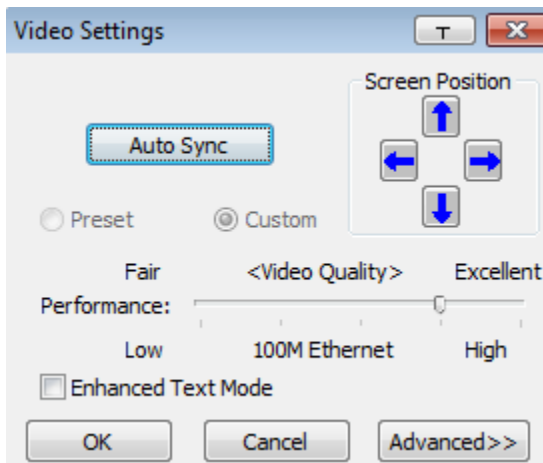 Video Settings
T
Screen Position
Auto Sync
Preset Custom
Fair <Video Quality> Excellent
Performance:
Low 100M Ethernet High
Enhanced Text Mode
OK Cancel Advanced>>